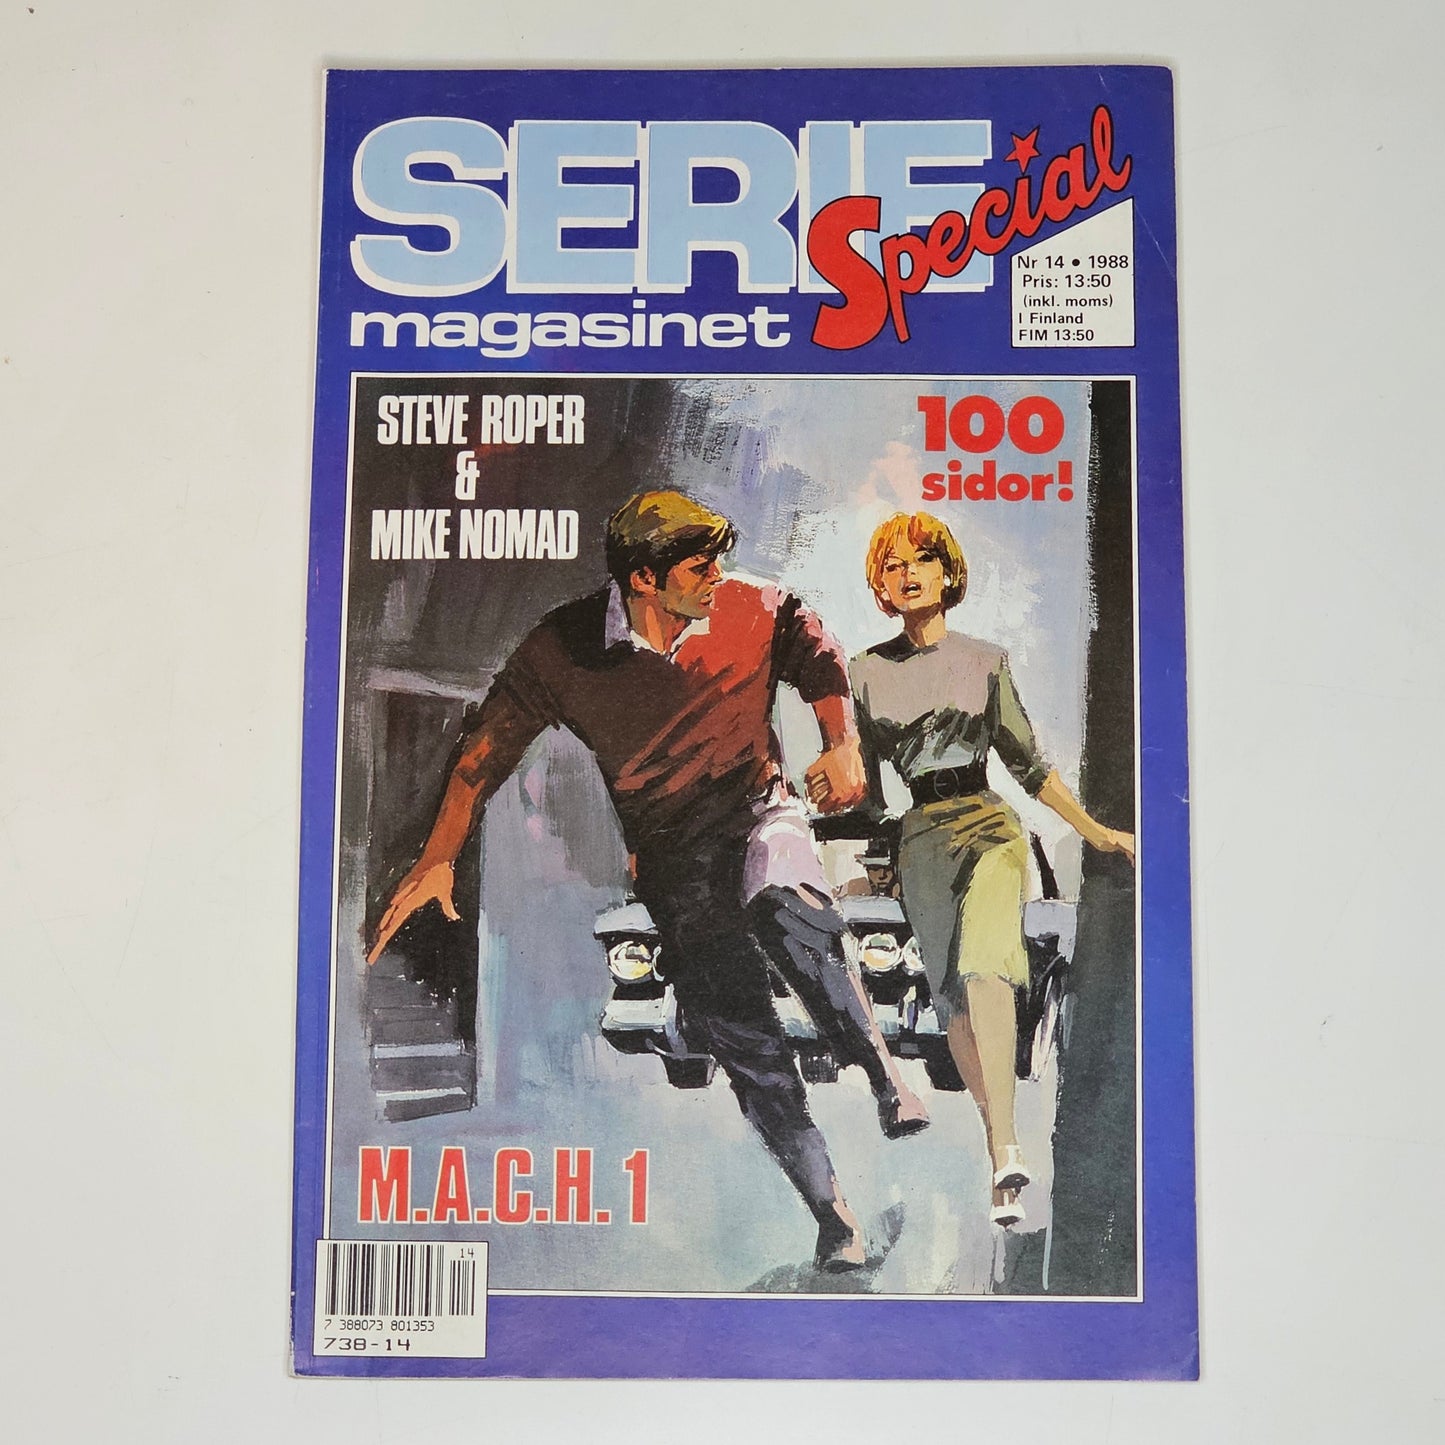 SERIE
Special
magasinet
Nr 14 • 1988
Pris: 13:50
(inkl. moms)
I Finland
FIM 13:50
STEVE ROPER
&
MIKE NOMAD
100
sidor!
M.A.C.H. 1
14
7 388073 801353
738-14